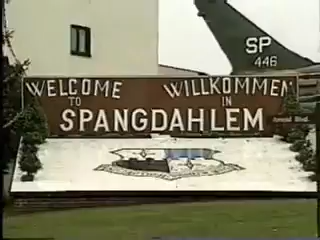 SP
446
WELCOME WILLKOMMEN
TO IN
SPANGDAHLEM